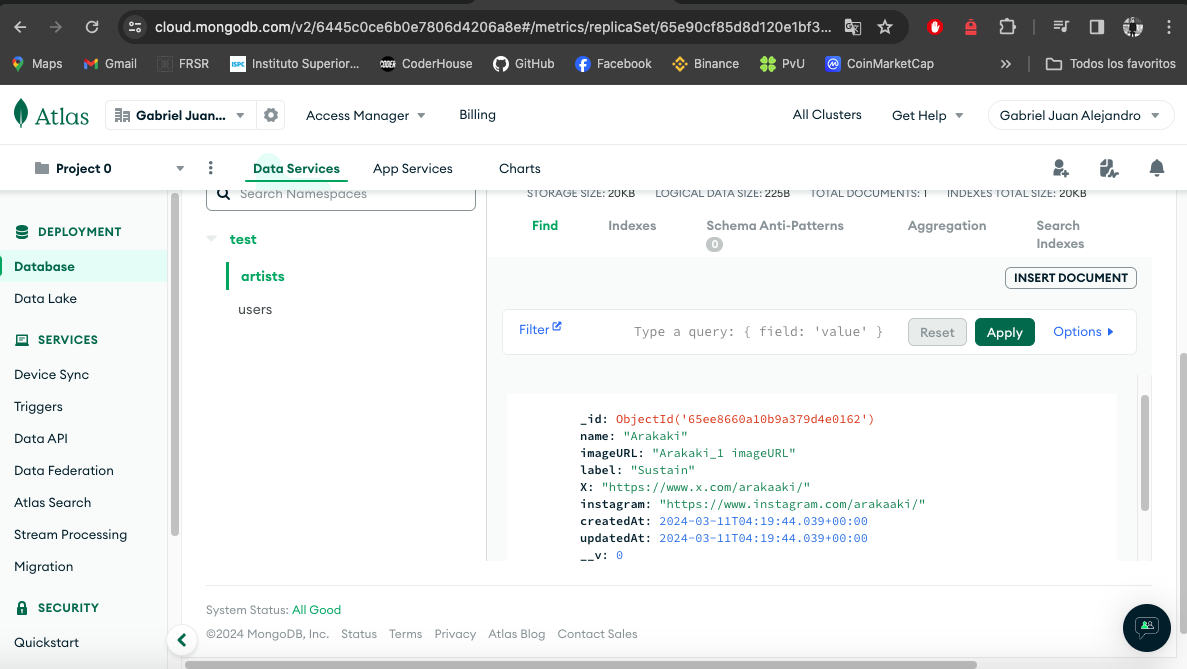 cloud.mongodb.com/v2/6445c0ce6b0e7806d4206a8e#/metrics/replicaSet/65e90cf85d8d120e1bf3...
Maps Gmail FRSR Instituto Superior... CoderHouse GitHub Facebook Binance PvU CoinMarketCap » Todos los favoritos
Atlas Gabriel Juan... Access Manager Billing All Clusters Get Help Gabriel Juan Alejandro
Project 0 Data Services App Services Charts
Search Namespaces
STORAGE SIZE: 20KB LOGICAL DATA SIZE: 225B TOTAL DOCUMENTS: 1 INDEXES TOTAL SIZE: 20KB
DEPLOYMENT
Database
Data Lake
SERVICES
Device Sync
Triggers
Data API
Data Federation
Atlas Search
Stream Processing
Migration
SECURITY
Quickstart
test
artists
users
Find Indexes Schema Anti-Patterns Aggregation Search
0 Indexes
INSERT DOCUMENT
Filter Type a query: { field: 'value' } Reset Apply Options
_id: ObjectId('65ee8660a10b9a379d4e0162')
name: "Arakaki"
imageURL: "Arakaki_1 imageURL"
label: "Sustain"
X: "https://www.x.com/arakaaki/"
instagram: "https://www.instagram.com/arakaaki/"
createdAt: 2024-03-11T04:19:44.039+00:00
updatedAt: 2024-03-11T04:19:44.039+00:00
__v: 0
System Status: All Good
©2024 MongoDB, Inc. Status Terms Privacy Atlas Blog Contact Sales